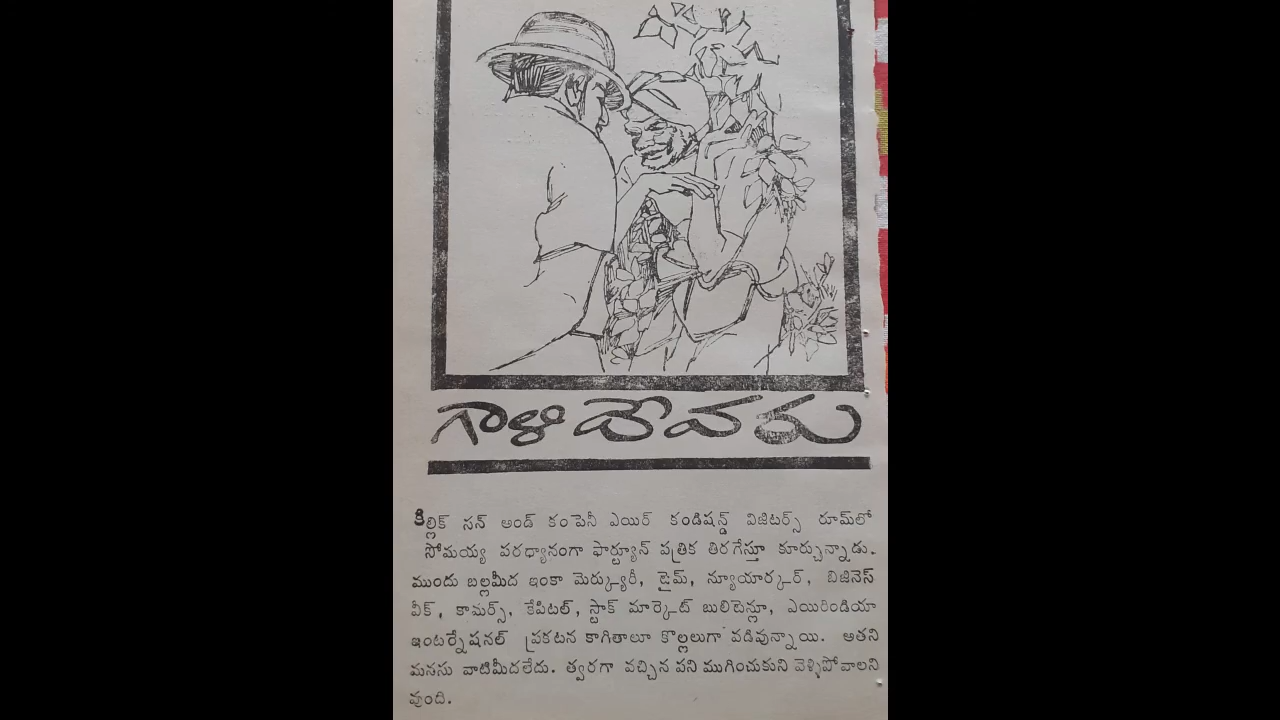 గాళిదేవరు
కిల్లిక్ సన్ అండ్ కంపెనీ ఎయిర్ కండిషన్డ్ విజిటర్స్ రూమ్‌లో
సోమయ్య పరధ్యానంగా ఫార్ట్యూన్ పత్రిక తిరగేస్తూ కూర్చున్నాడు.
ముందు బల్లమీద ఇంకా మెర్క్యురీ, టైమ్, న్యూయార్కర్, బిజినెస్
వీక్, కామర్స్, కేపిటల్, స్టాక్ మార్కెట్ బులిటెన్లూ, ఎయిరిండియా
ఇంటర్నేషనల్ ప్రకటన కాగితాలూ కొల్లలుగా పడివున్నాయి. అతని
మనసు వాటిమీదలేదు. త్వరగా వచ్చిన పని ముగించుకుని వెళ్ళిపోవాలని
వుంది.